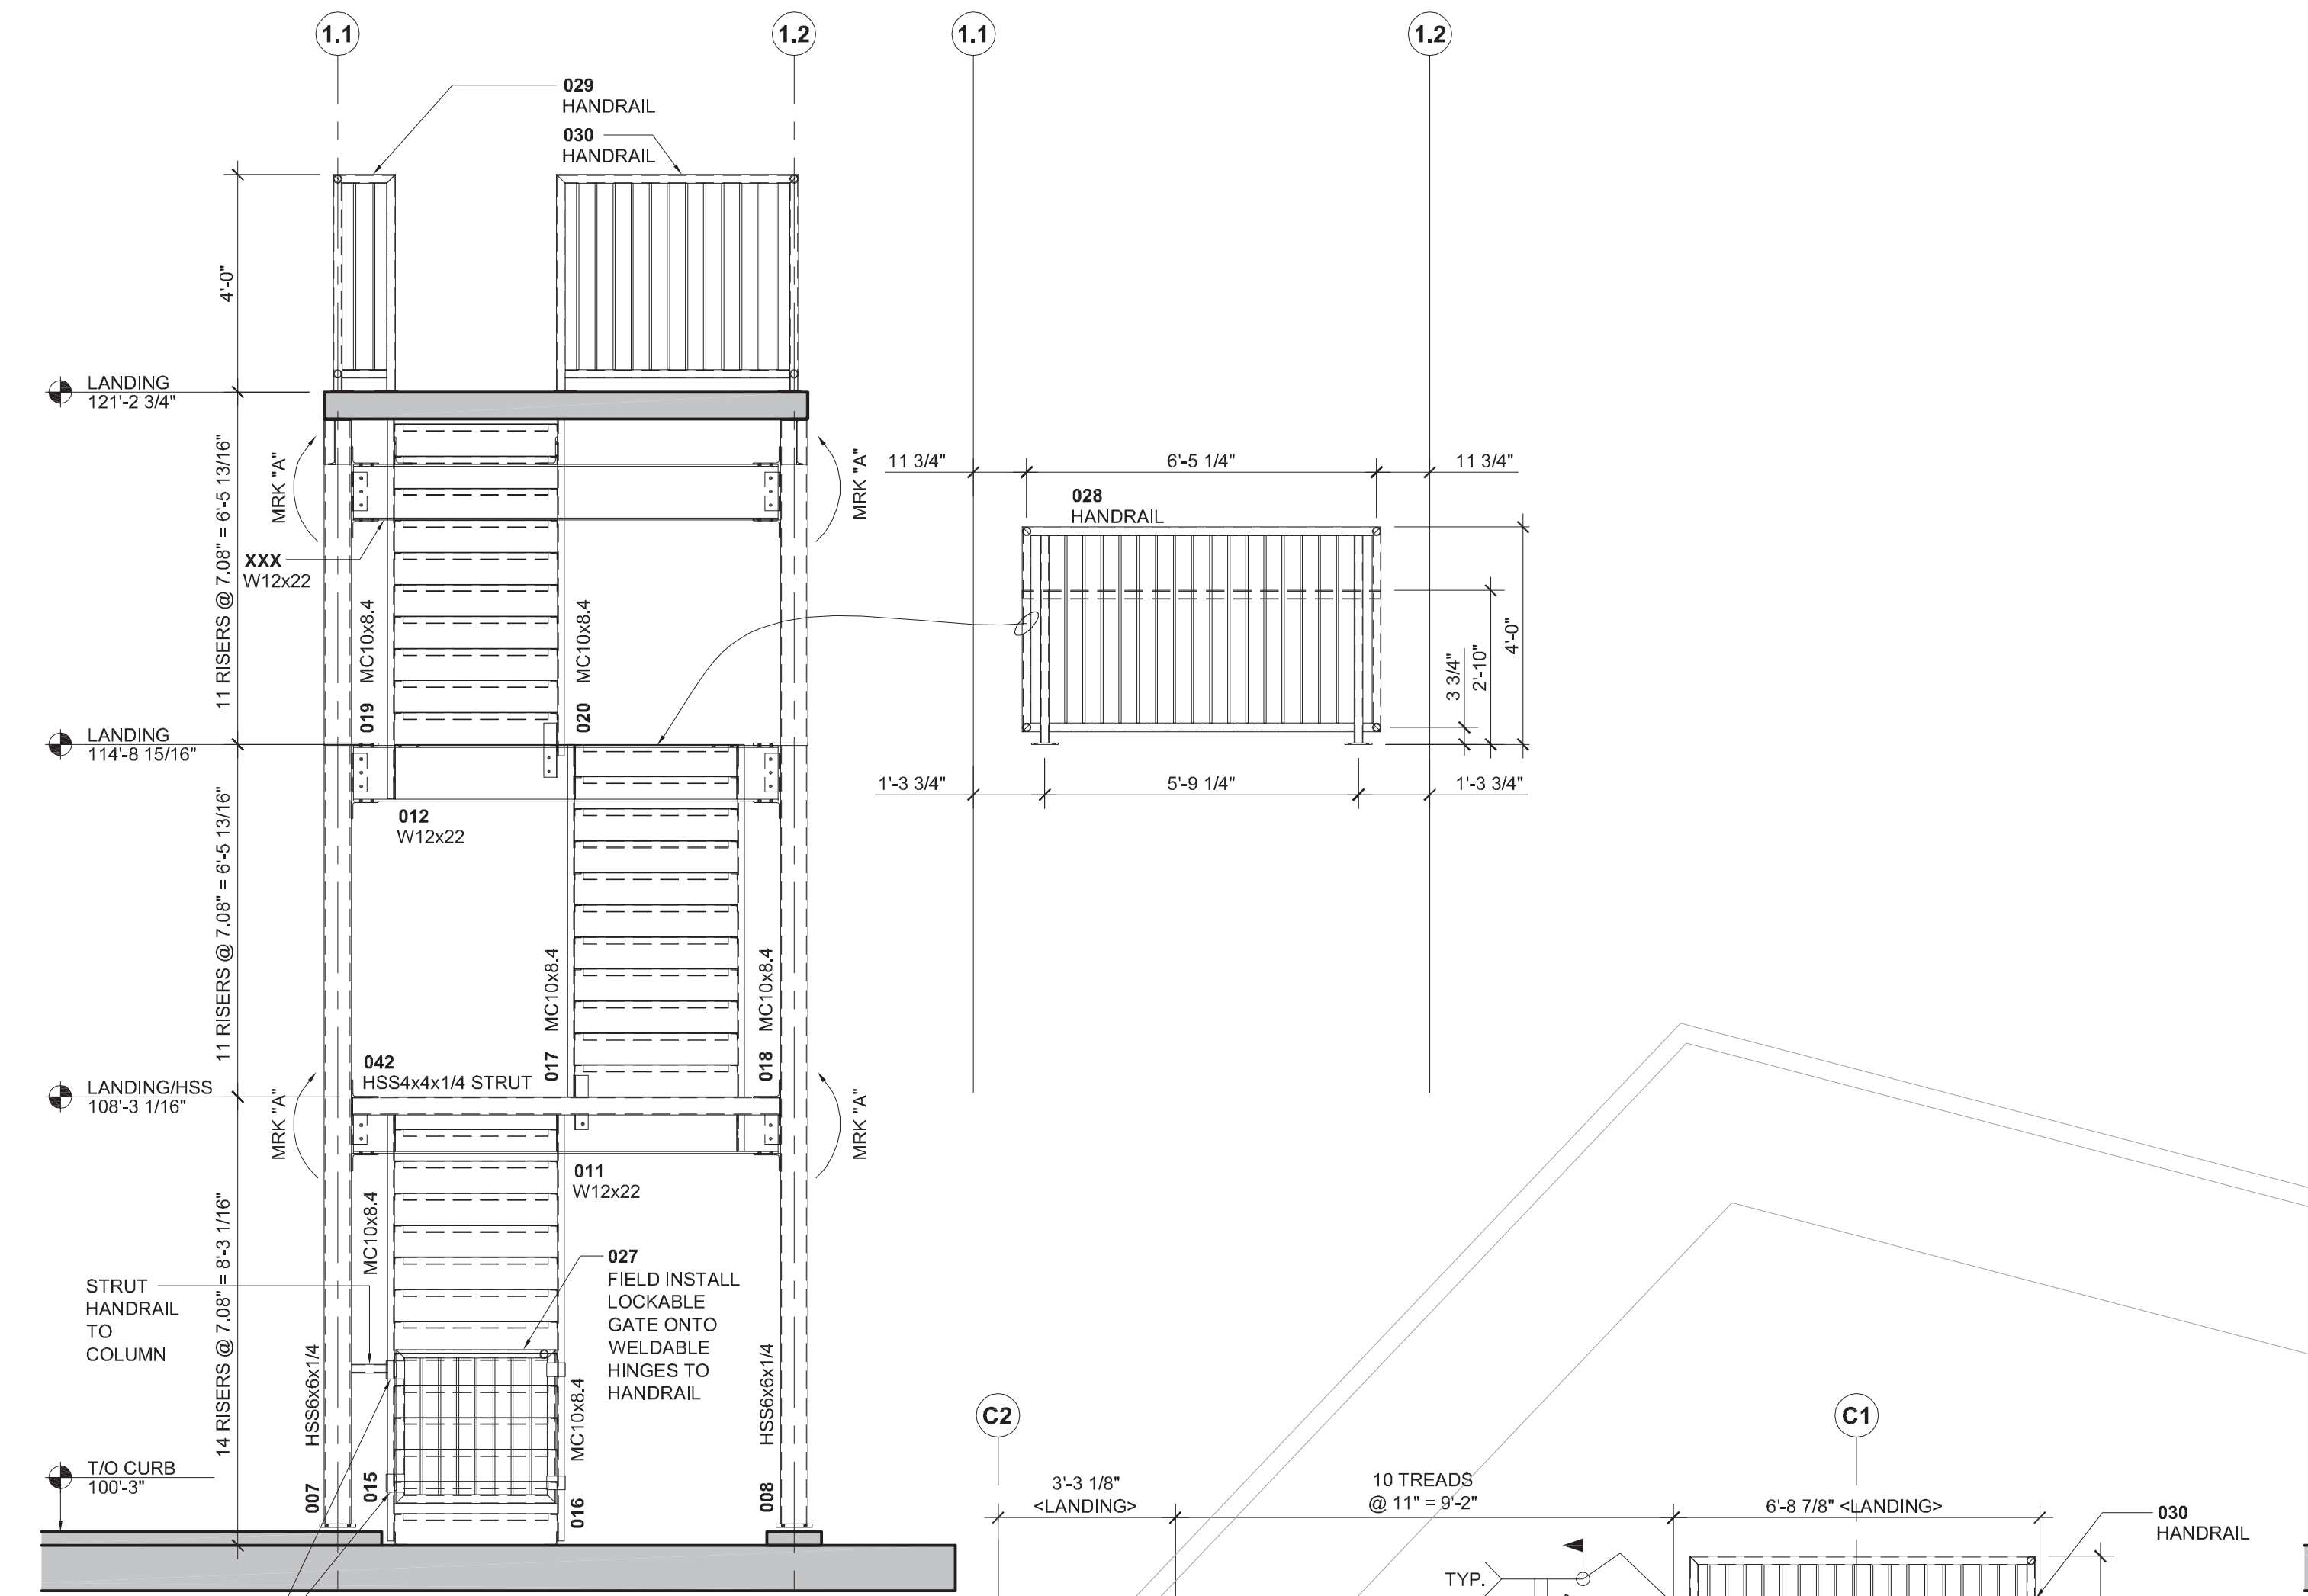 1.1
1.2
1.1
1.2
029
HANDRAIL
030
HANDRAIL
4'-0"
LANDING
121'-2 3/4"
MRK "A"
MRK "A"
11 RISERS @ 7.08" = 6'-5 13/16"
XXX
W12x22
MC10x8.4
019
MC10x8.4
020
11 3/4"
6'-5 1/4"
11 3/4"
028
HANDRAIL
3 3/4"
2'-10"
4'-0"
1'-3 3/4"
5'-9 1/4"
1'-3 3/4"
LANDING
114'-8 15/16"
012
W12x22
11 RISERS @ 7.08" = 6'-5 13/16"
MC10x8.4
017
MC10x8.4
018
042
HSS4x4x1/4 STRUT
LANDING/HSS
108'-3 1/16"
MRK "A"
MRK "A"
011
W12x22
14 RISERS @ 7.08" = 8'-3 1/16"
MC10x8.4
015
STRUT
HANDRAIL
TO
COLUMN
027
FIELD INSTALL
LOCKABLE
GATE ONTO
WELDABLE
HINGES TO
HANDRAIL
HSS6x6x1/4
007
MC10x8.4
016
HSS6x6x1/4
008
T/O CURB
100'-3"
C2
C1
3'-3 1/8"
<LANDING>
10 TREADS
@ 11" = 9'-2"
6'-8 7/8" <LANDING>
030
HANDRAIL
TYP.